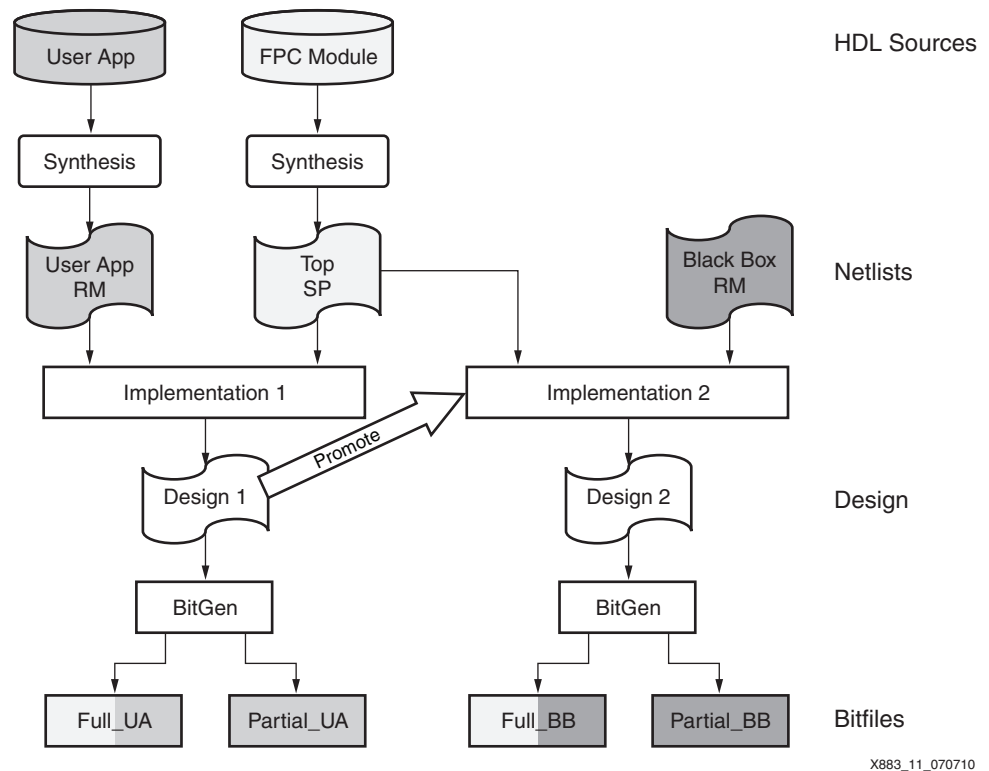 User App
FPC Module
HDL Sources
Synthesis
Synthesis
User App
RM
Top
SP
Black Box
RM
Netlists
Implementation 1
Implementation 2
Promote
Design 1
Design 2
Design
BitGen
BitGen
Full_UA
Partial_UA
Full_BB
Partial_BB
Bitfiles
X883_11_070710